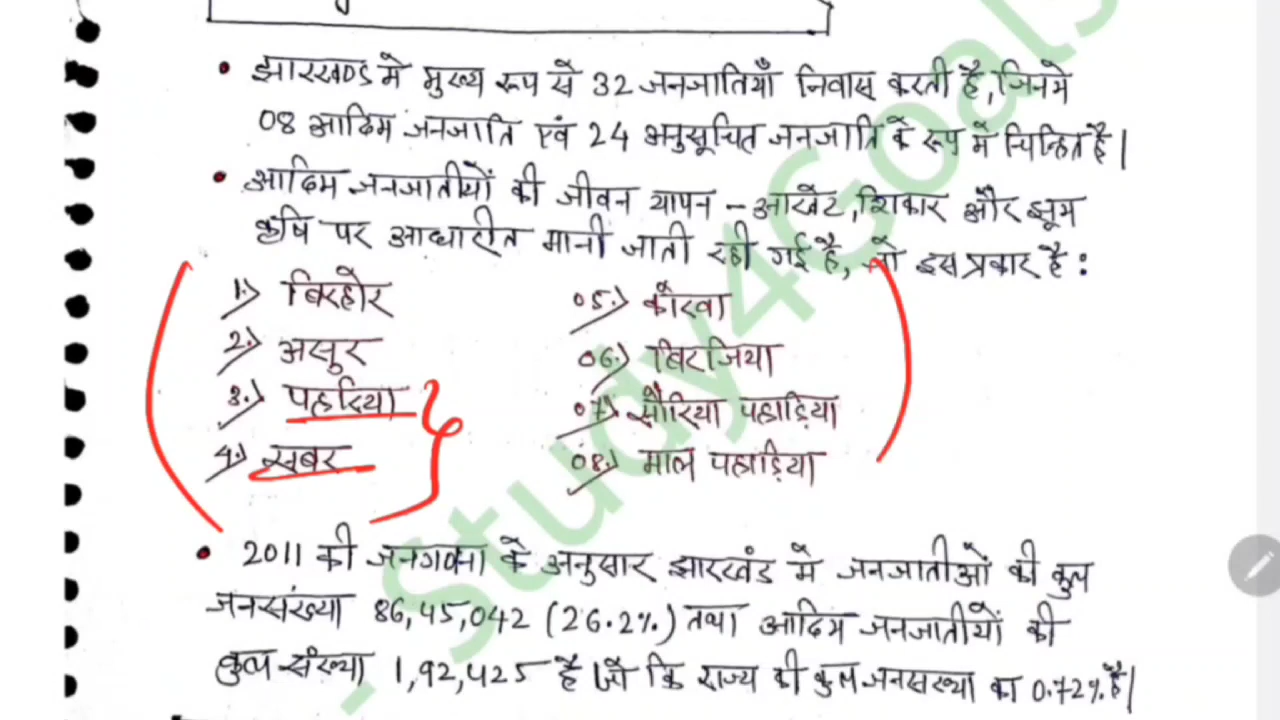 • झारखण्ड मे मुख्य रूप से 32 जनजातियाँ निवास करती है, जिनमे
08 आदिम जनजाति एवं 24 अनुसूचित जनजाति के रूप मे चिन्हित है।
• आदिम जनजातीयों की जीवन यापन – आखेट, शिकार और झूम
कृषि पर आधारित मानी जाती रही गई है, जो इस प्रकार है :
1.) बिरहोर
2.) असुर
3.) पहरिया
4.) सबर
05.) कोरवा
06.) बिरजिया
07.) सौरिया पहाड़िया
08.) माल पहाड़िया
• 2011 की जनगणना के अनुसार झारखंड मे जनजातीओं की कुल
जनसंख्या 86,45,042 (26.2%) तथा आदिम जनजातीयों की
कुल संख्या 1,92,425 है। जो कि राज्य की कुल जनसख्या का 0.72% है।
- Study4Goals